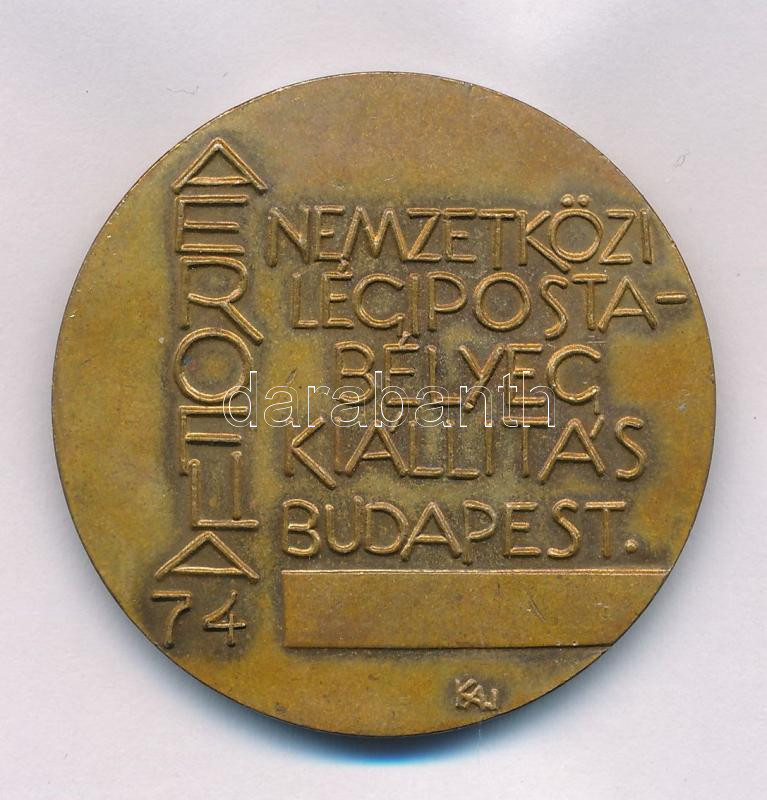 AEROFILA
74
NEMZETKÖZI
LÉGIPOSTA-
BÉLYEG
KIÁLLÍTÁS
BUDAPEST.
KAJ
darabanth